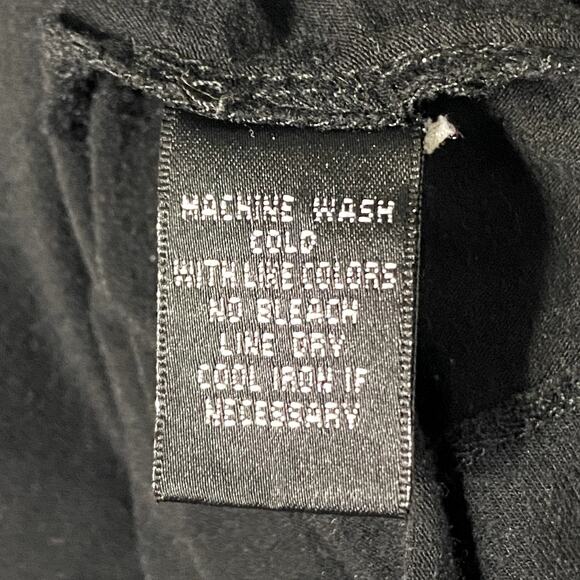 MACHINE WASH
COLD
WITH LIKE COLORS
NO BLEACH
LINE DRY
COOL IRON IF
NECESSARY